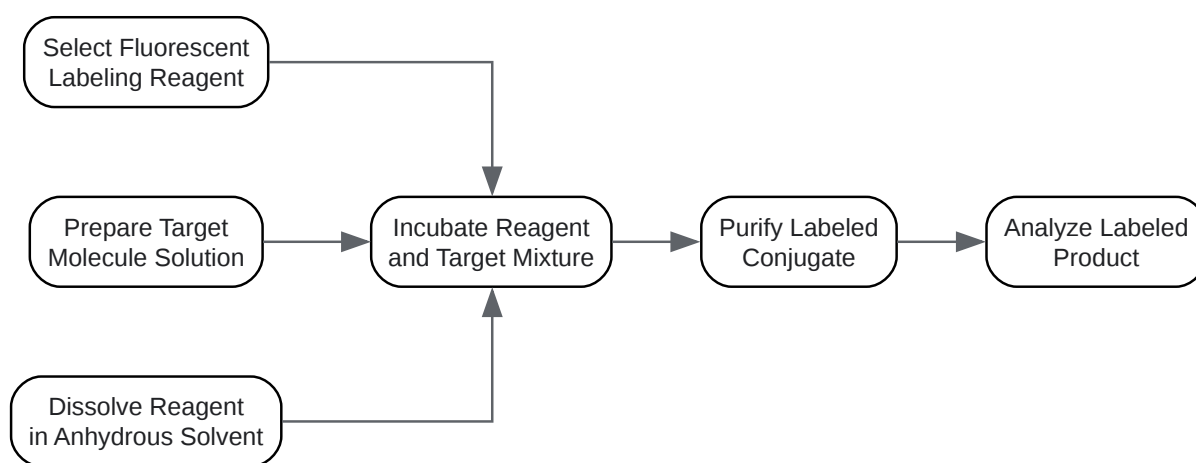 Select Fluorescent
Labeling Reagent
Prepare Target
Molecule Solution
Incubate Reagent
and Target Mixture
Purify Labeled
Conjugate
Analyze Labeled
Product
Dissolve Reagent
in Anhydrous Solvent